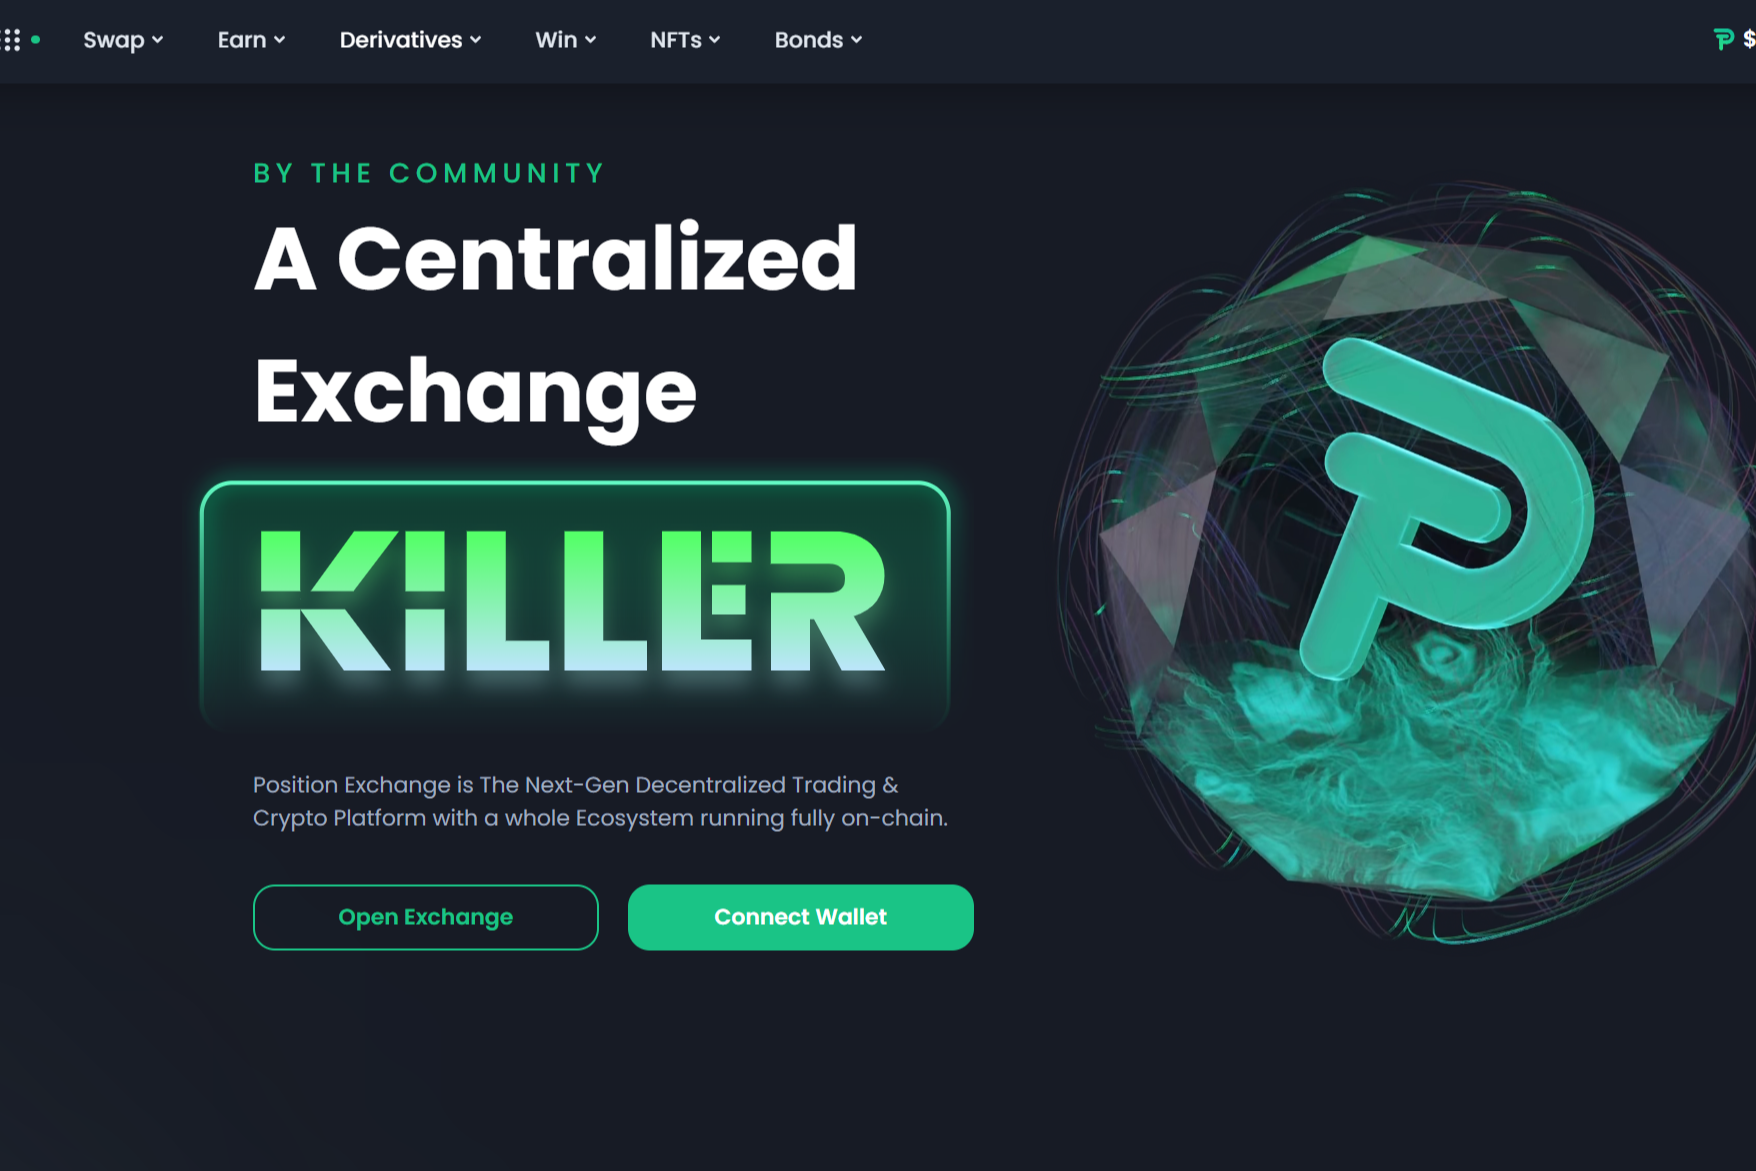 Swap Earn Derivatives Win NFTs Bonds $
BY THE COMMUNITY
A Centralized
Exchange
KILLER
Position Exchange is The Next-Gen Decentralized Trading &
Crypto Platform with a whole Ecosystem running fully on-chain.
Open Exchange Connect Wallet